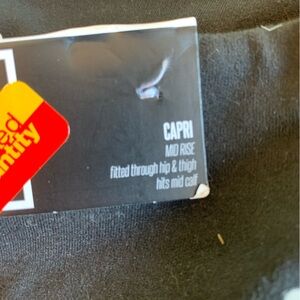 CAPRI
MID RISE
fitted through hip & thigh
hits mid calf